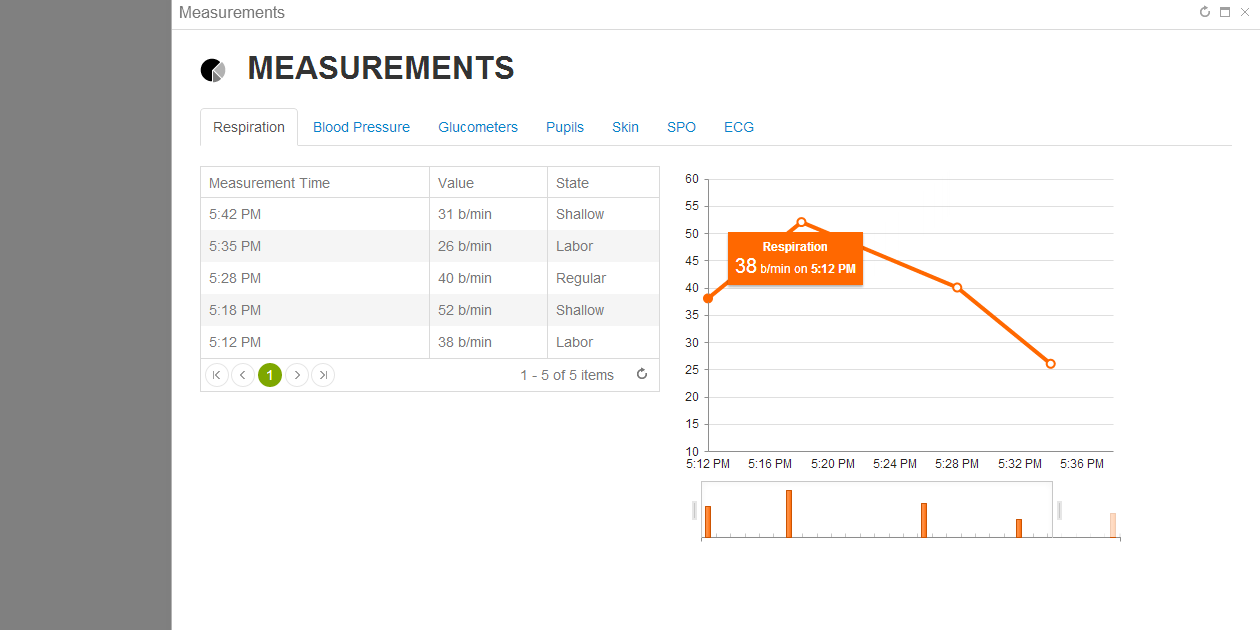 Measurements
MEASUREMENTS
Respiration Blood Pressure Glucometers Pupils Skin SPO ECG
Measurement Time Value State
5:42 PM 31 b/min Shallow
5:35 PM 26 b/min Labor
5:28 PM 40 b/min Regular
5:18 PM 52 b/min Shallow
5:12 PM 38 b/min Labor
1 1 - 5 of 5 items
60
55
50
45
40
35
30
25
20
15
10
Respiration
38 b/min on 5:12 PM
5:12 PM 5:16 PM 5:20 PM 5:24 PM 5:28 PM 5:32 PM 5:36 PM